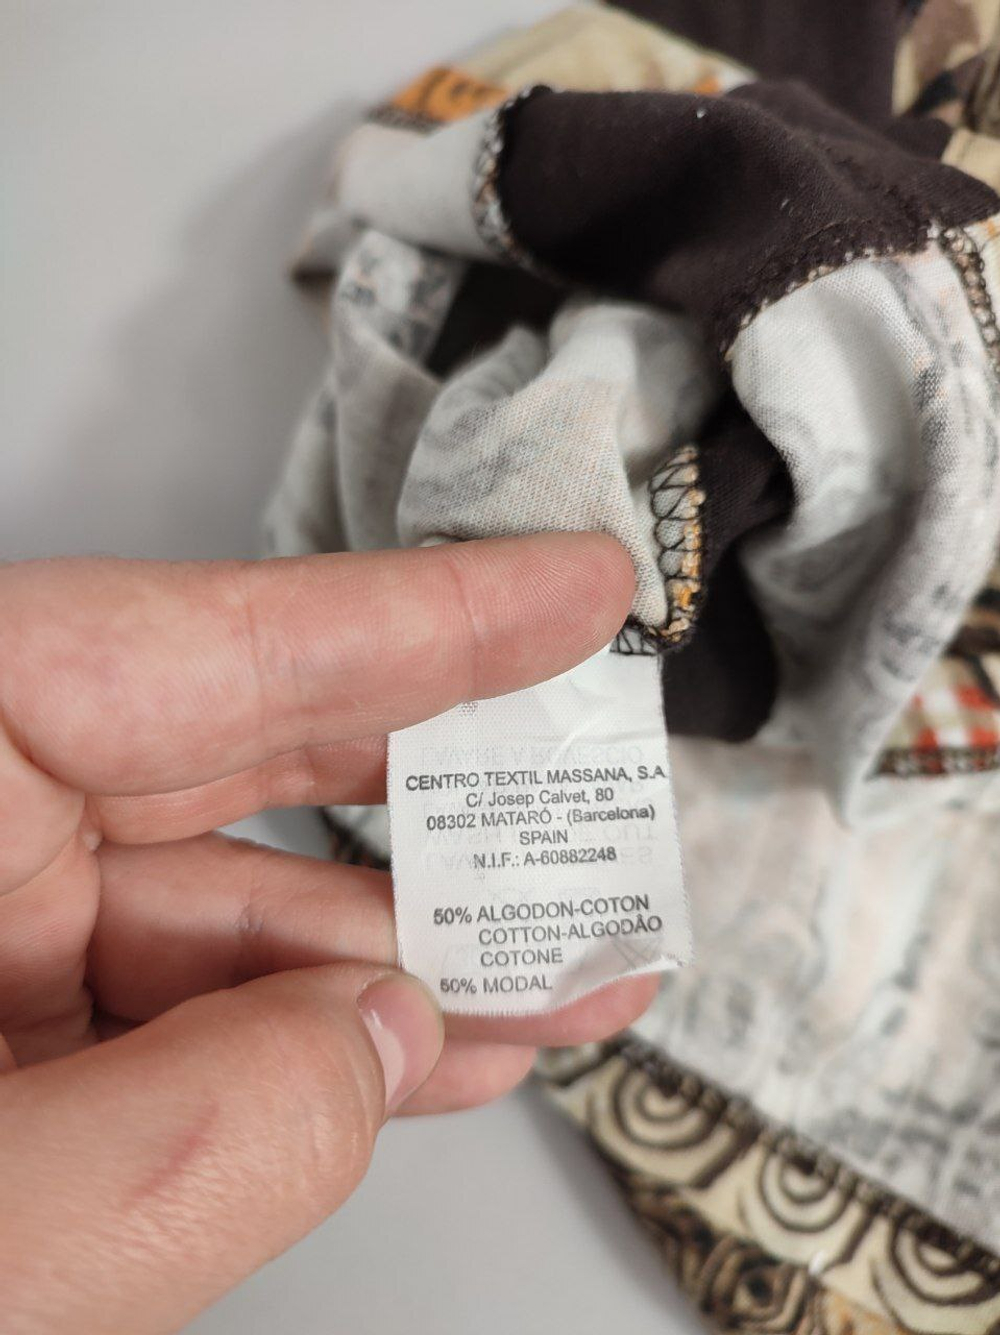 CENTRO TEXTIL MASSANA, S.A.
C/ Josep Calvet, 80
08302 MATARÓ - (Barcelona)
SPAIN
N.I.F.: A-60882248
50% ALGODON-COTON
COTTON-ALGODÂO
COTONE
50% MODAL